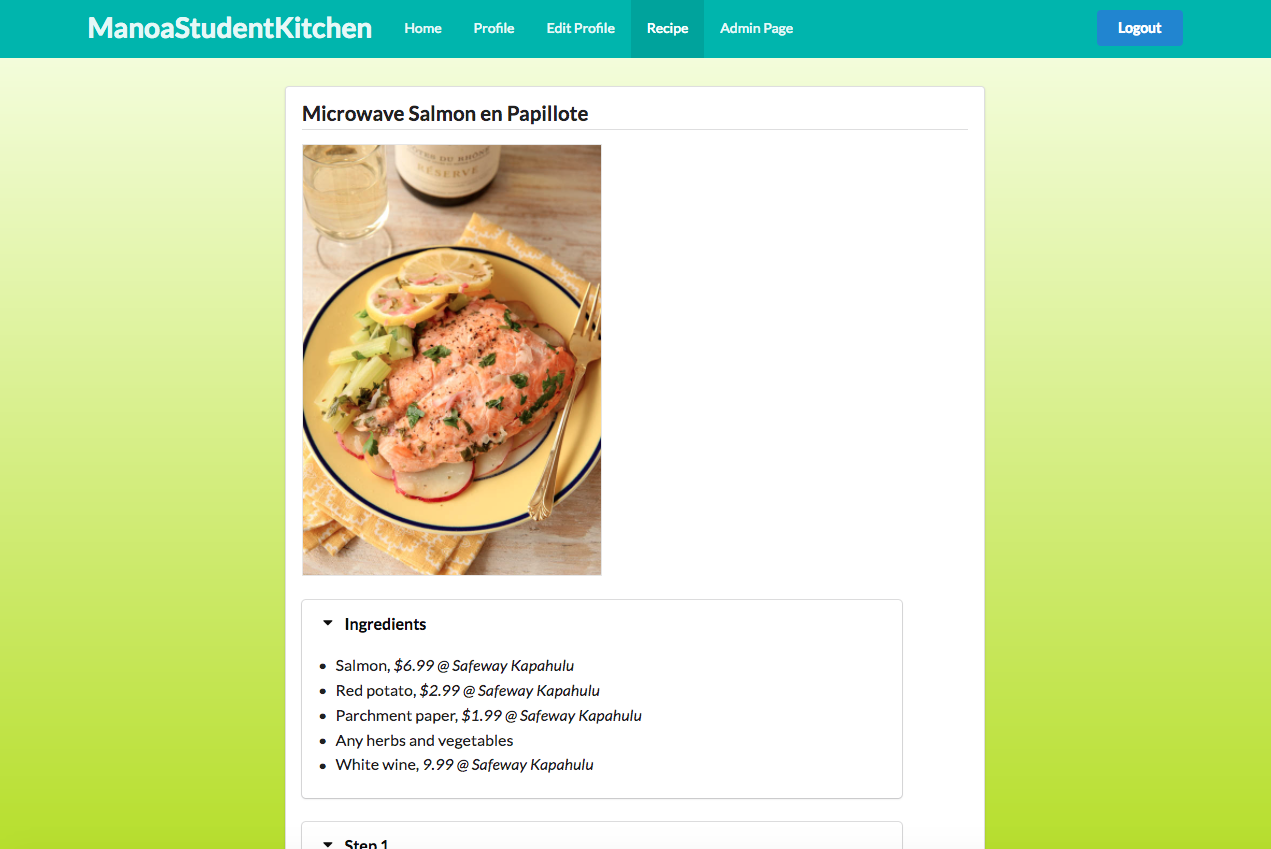 ManoaStudentKitchen Home Profile Edit Profile Recipe Admin Page Logout
Microwave Salmon en Papillote
CÔTES DU RHÔNE
RÉSERVE
Ingredients
Salmon, $6.99 @ Safeway Kapahulu
Red potato, $2.99 @ Safeway Kapahulu
Parchment paper, $1.99 @ Safeway Kapahulu
Any herbs and vegetables
White wine, 9.99 @ Safeway Kapahulu
Step 1